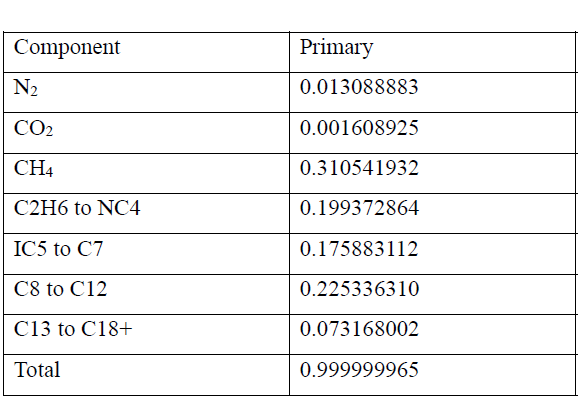 Component Primary
N₂ 0.013088883
CO₂ 0.001608925
CH₄ 0.310541932
C2H6 to NC4 0.199372864
IC5 to C7 0.175883112
C8 to C12 0.225336310
C13 to C18+ 0.073168002
Total 0.999999965